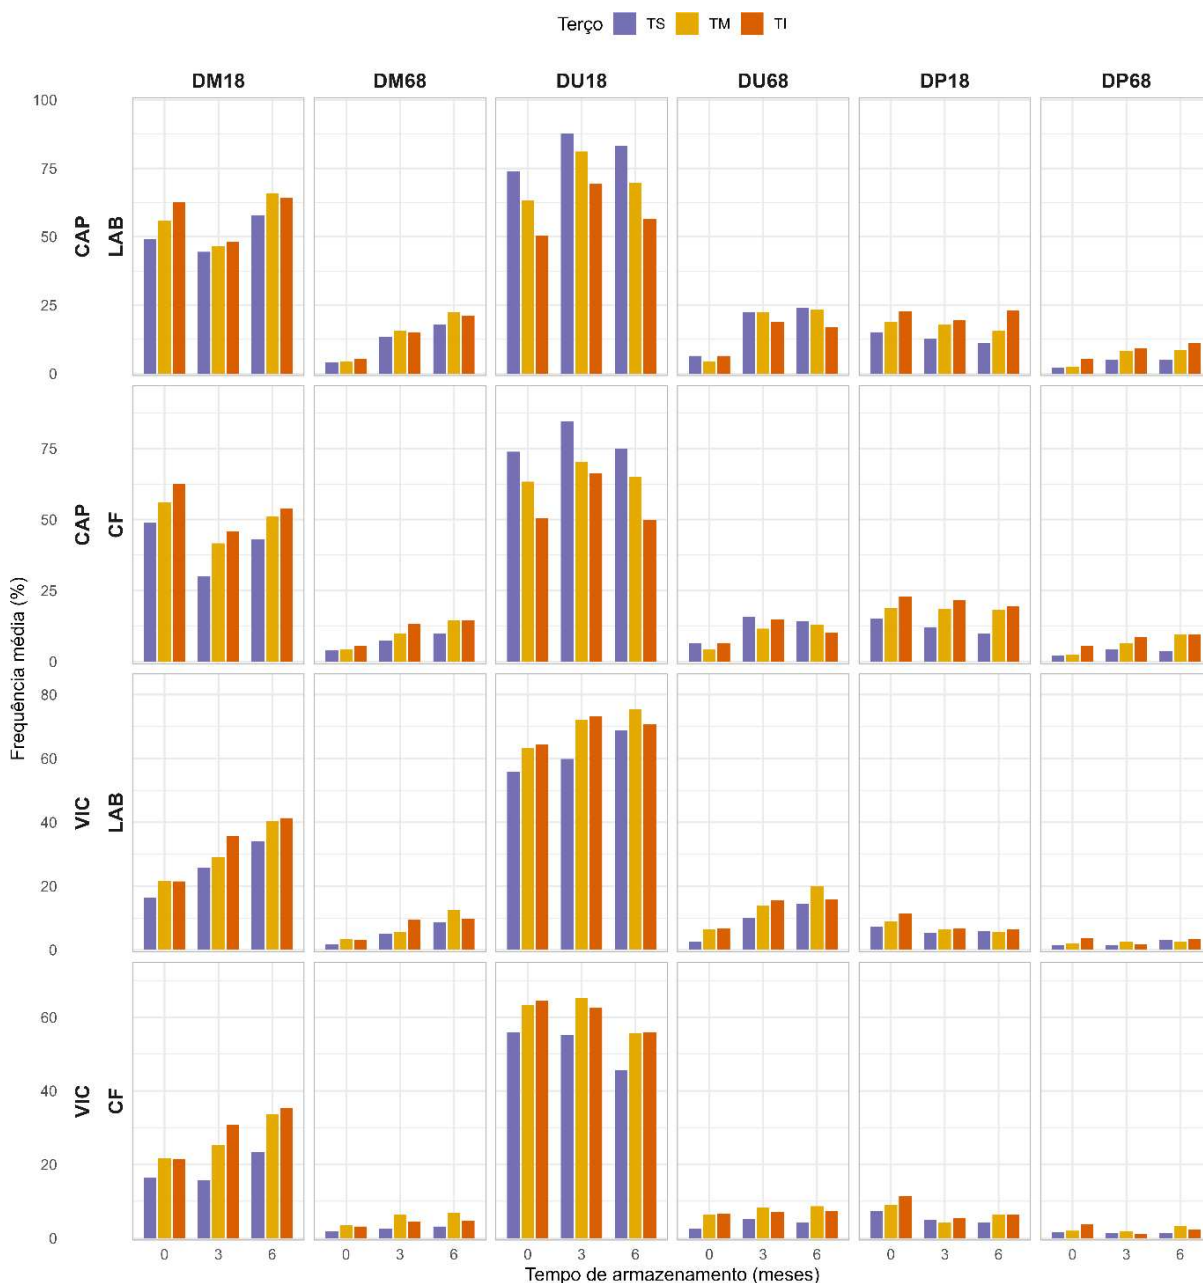 Terço TS TM TI
DM18 DM68 DU18 DU68 DP18 DP68
100
75
50
25
0
CAP LAB
75
50
25
0
CAP CF
Frequência média (%)
80
60
40
20
0
VIC LAB
60
40
20
0
VIC CF
0 3 6 0 3 6 0 3 6 0 3 6 0 3 6 0 3 6
Tempo de armazenamento (meses)